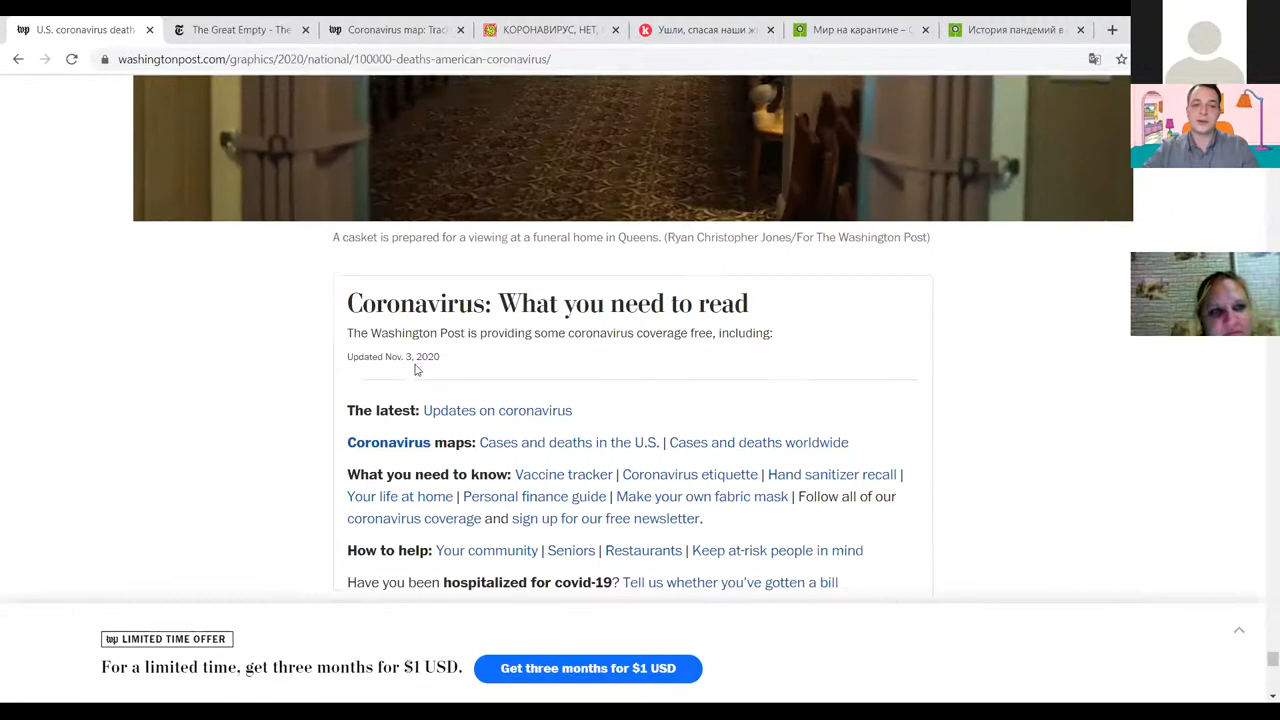 U.S. coronavirus death
The Great Empty - The
Coronavirus map: Trac
КОРОНАВИРУС, НЕТ,
Ушли, спасая наши ж
Мир на карантине – С
История пандемий в
washingtonpost.com/graphics/2020/national/100000-deaths-american-coronavirus/
A casket is prepared for a viewing at a funeral home in Queens. (Ryan Christopher Jones/For The Washington Post)
Coronavirus: What you need to read
The Washington Post is providing some coronavirus coverage free, including:
Updated Nov. 3, 2020
The latest: Updates on coronavirus
Coronavirus maps: Cases and deaths in the U.S. | Cases and deaths worldwide
What you need to know: Vaccine tracker | Coronavirus etiquette | Hand sanitizer recall |
Your life at home | Personal finance guide | Make your own fabric mask | Follow all of our
coronavirus coverage and sign up for our free newsletter.
How to help: Your community | Seniors | Restaurants | Keep at-risk people in mind
Have you been hospitalized for covid-19? Tell us whether you've gotten a bill
wp LIMITED TIME OFFER
For a limited time, get three months for $1 USD.
Get three months for $1 USD